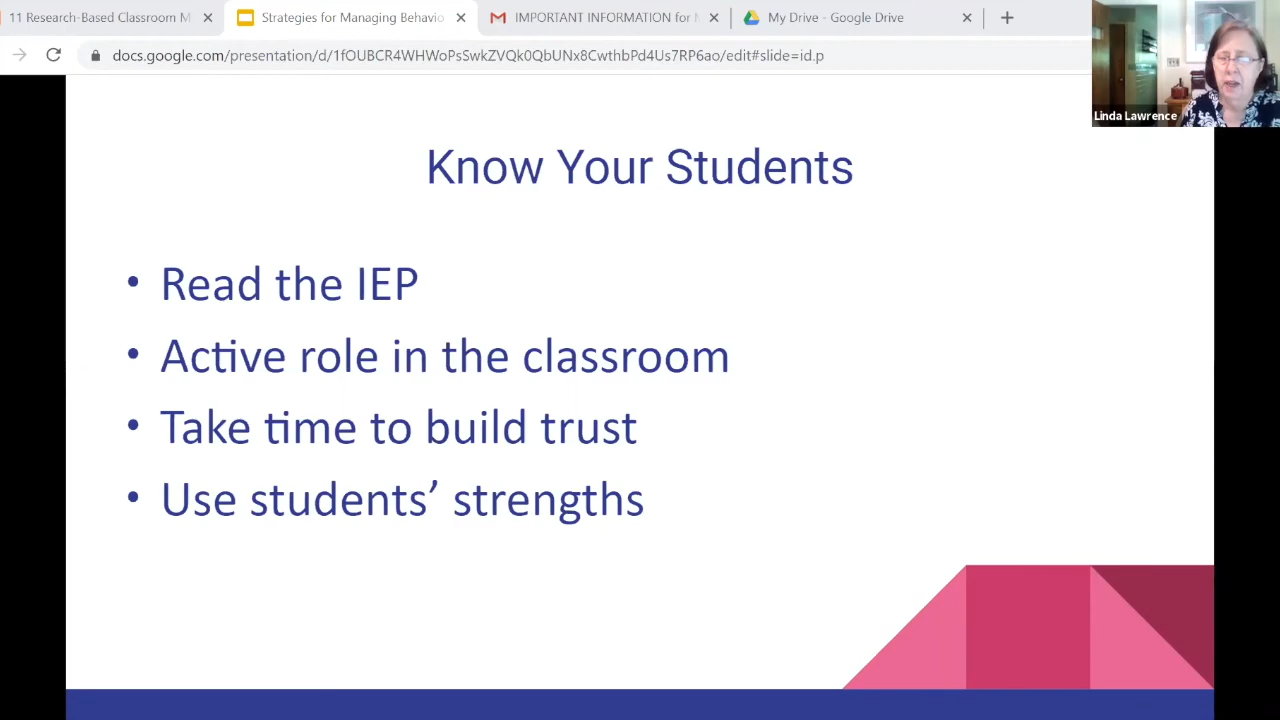 11 Research-Based Classroom M
Strategies for Managing Behavio
IMPORTANT INFORMATION for M
My Drive - Google Drive
docs.google.com/presentation/d/1fOUBCR4WHWoPsSwkZVQk0QbUNx8CwthbPd4Us7RP6ao/edit#slide=id.p
Linda Lawrence
Know Your Students
• Read the IEP
• Active role in the classroom
• Take time to build trust
• Use students’ strengths